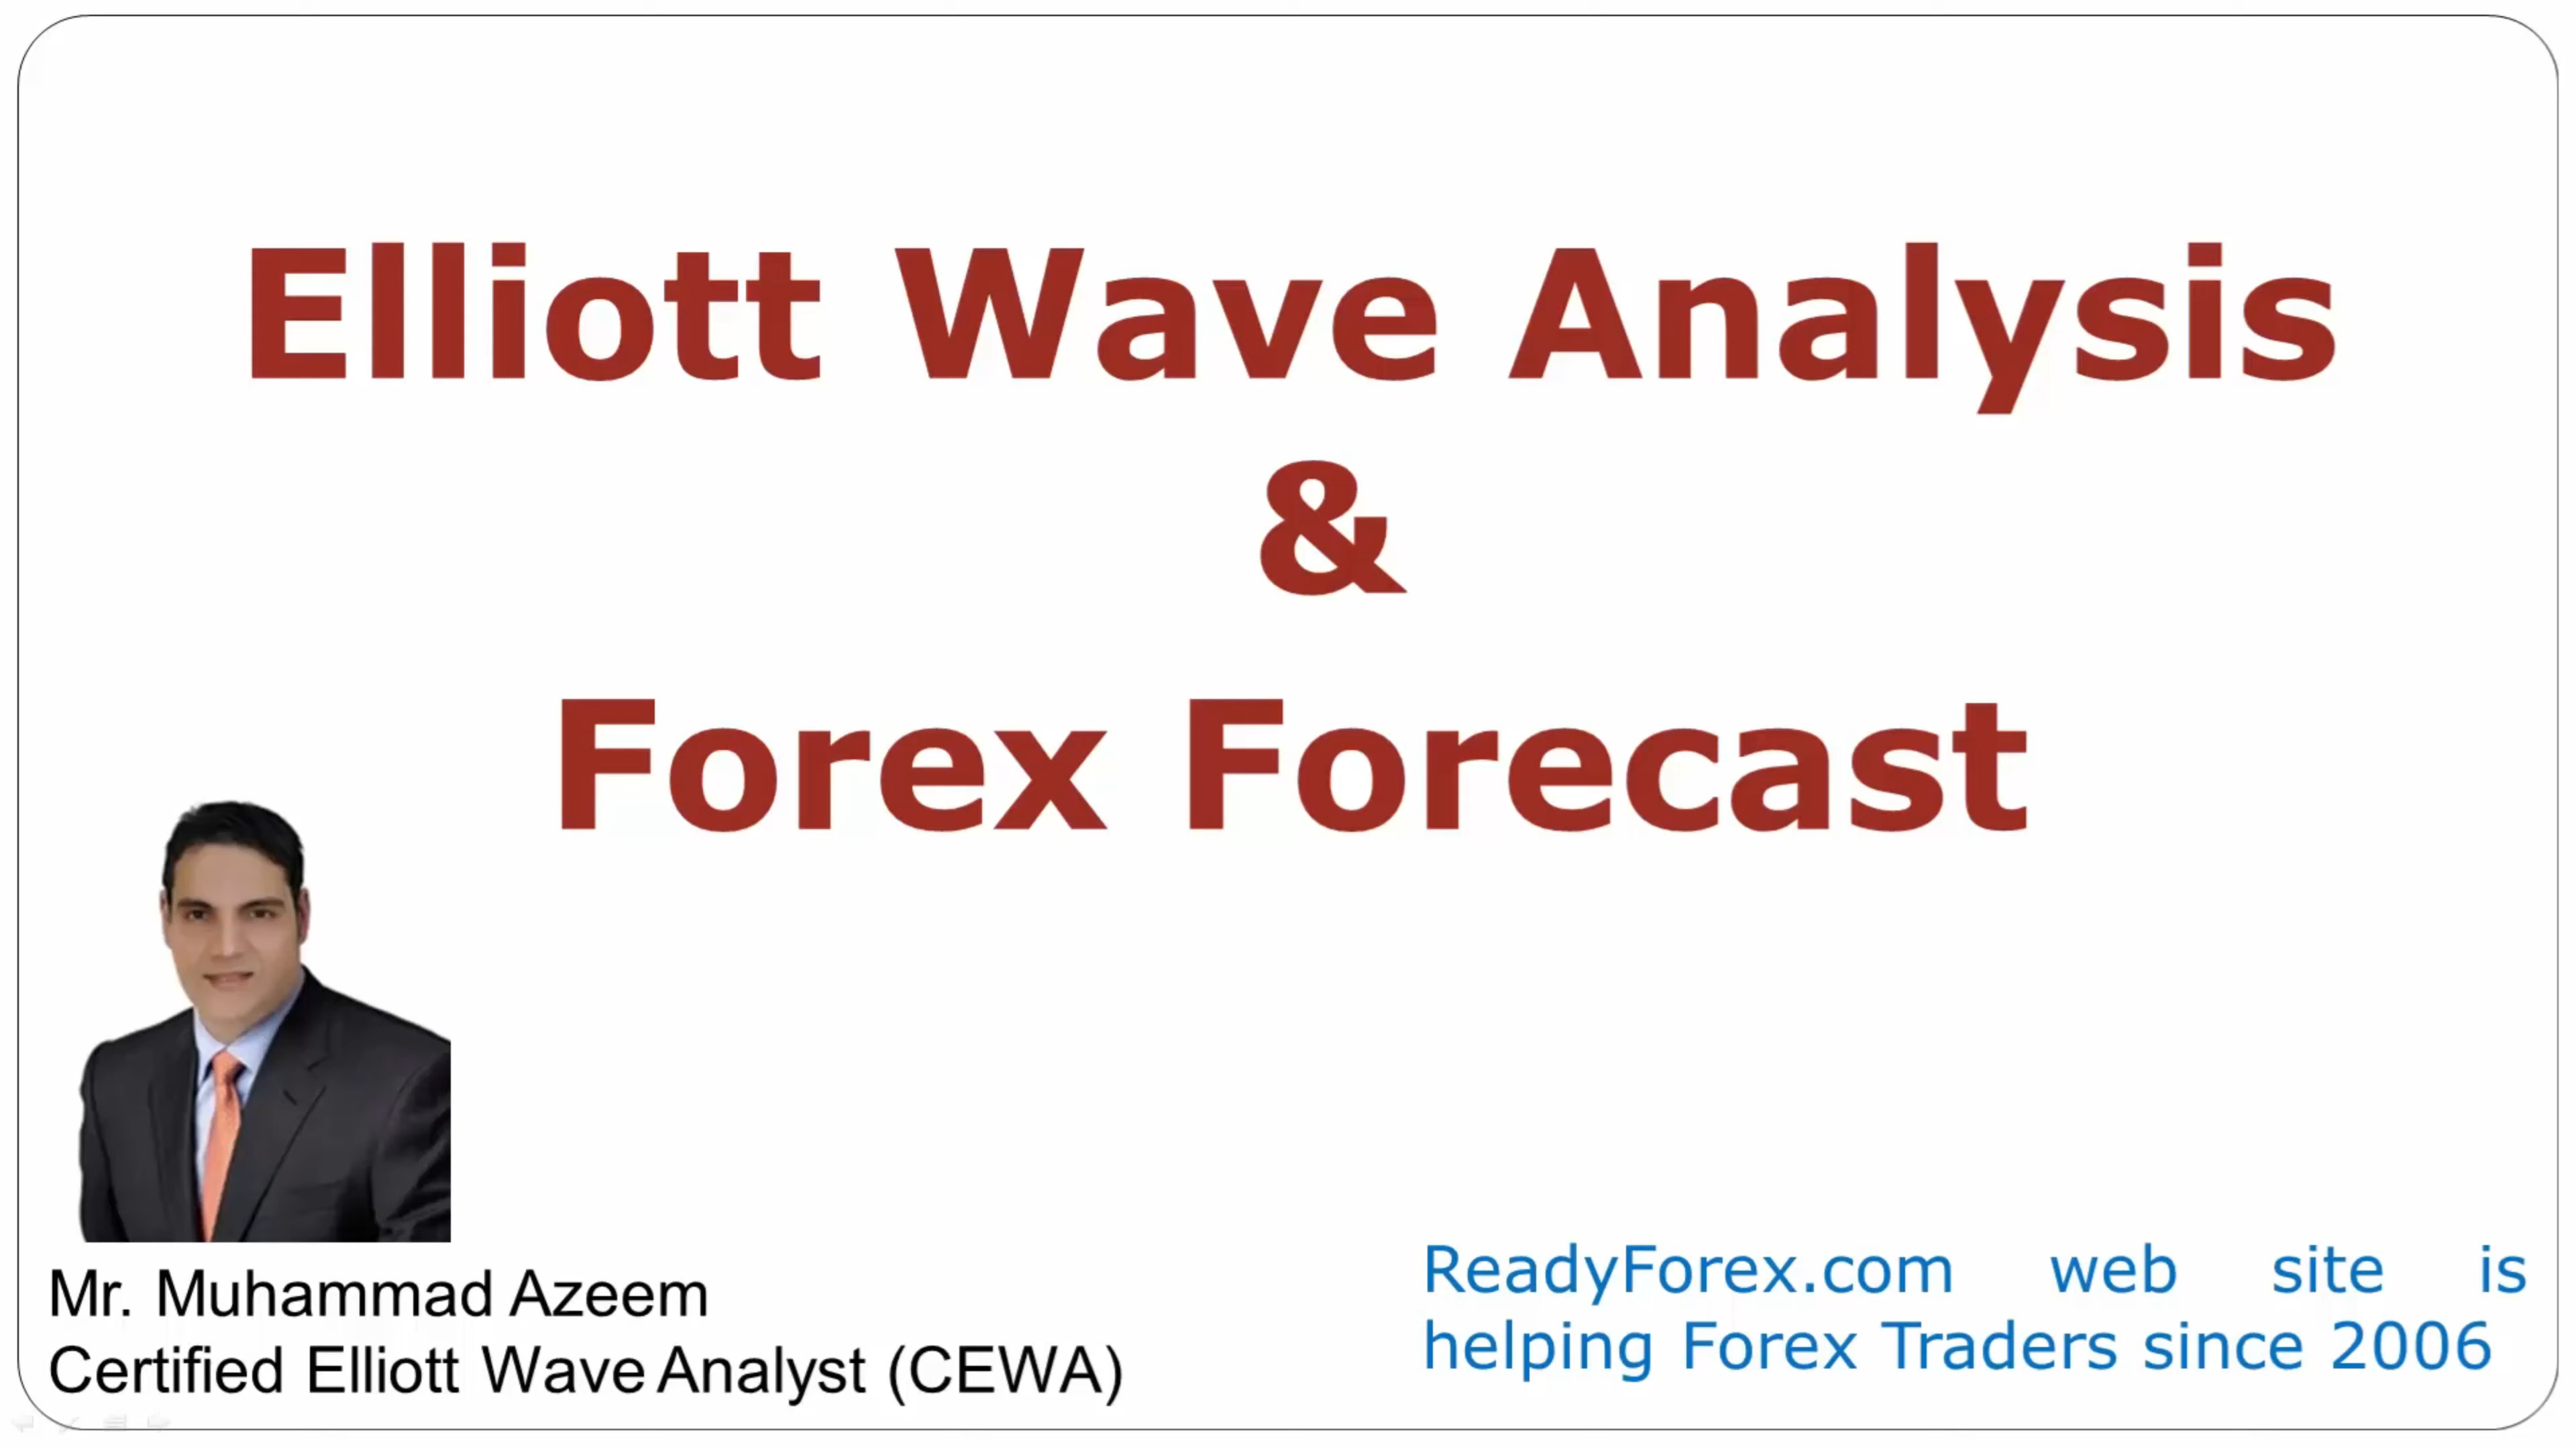 Elliott Wave Analysis
&
Forex Forecast
Mr. Muhammad Azeem
Certified Elliott Wave Analyst (CEWA)
ReadyForex.com web site is
helping Forex Traders since 2006